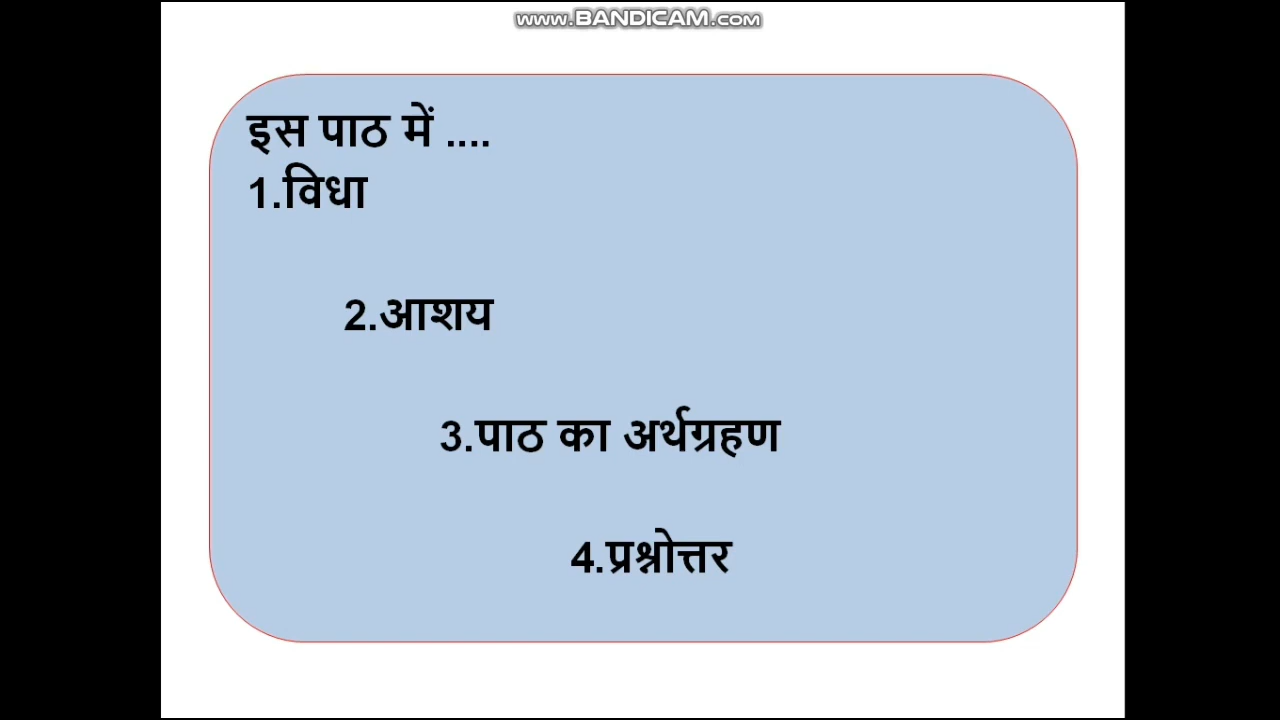 www.BANDICAM.com
इस पाठ में ....
1.विधा
2.आशय
3.पाठ का अर्थग्रहण
4.प्रश्नोत्तर